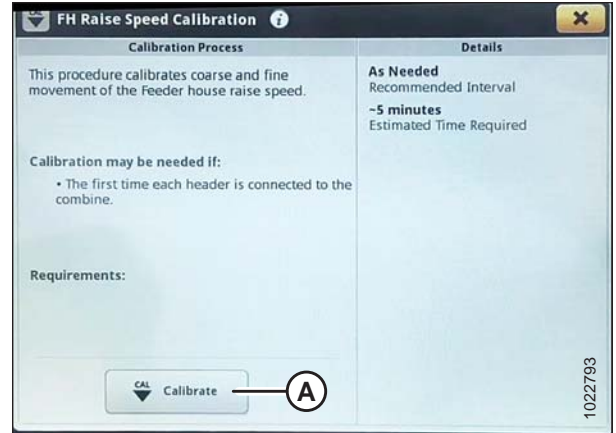 CAL
FH Raise Speed Calibration i
Calibration Process
This procedure calibrates coarse and fine
movement of the Feeder house raise speed.
Calibration may be needed if:
• The first time each header is connected to the
combine.
Requirements:
CAL Calibrate
A
Details
As Needed
Recommended Interval
~5 minutes
Estimated Time Required
1022793